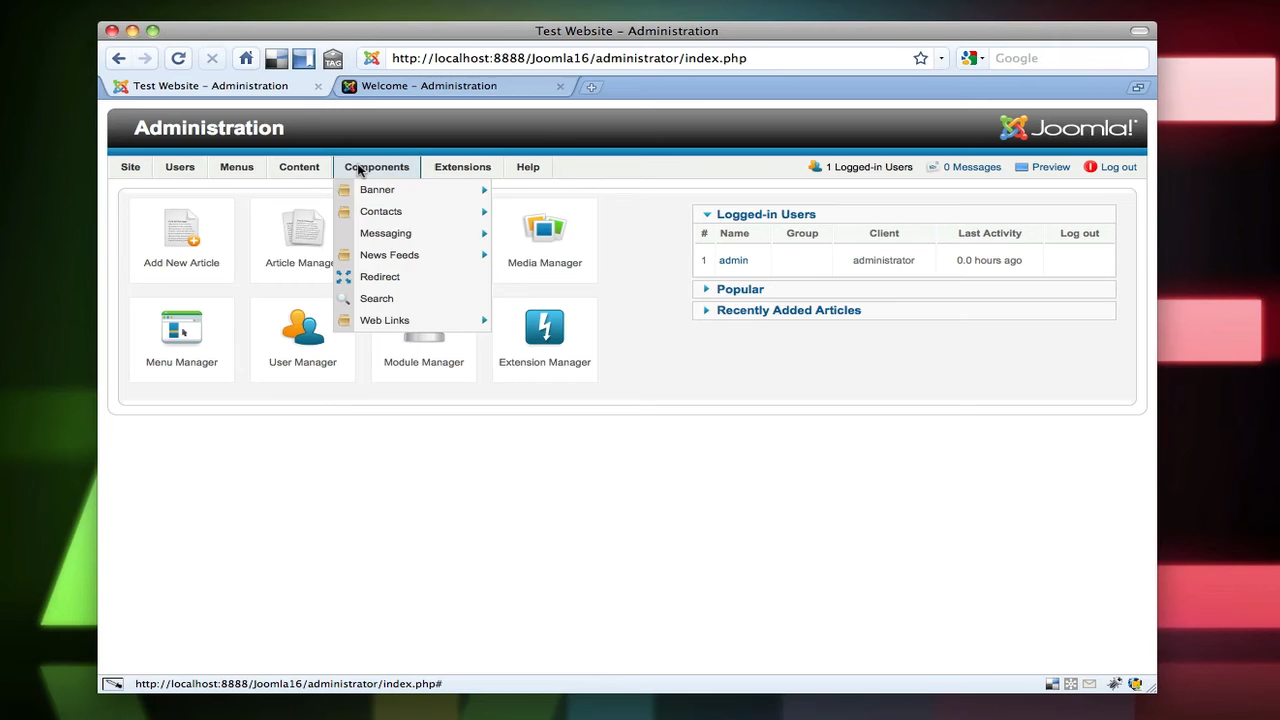 Test Website – Administration
http://localhost:8888/Joomla16/administrator/index.php
Google
TAG
Test Website – Administration
Welcome – Administration
Administration
Joomla!
Site Users Menus Content Components Extensions Help
1 Logged-in Users 0 Messages Preview Log out
Banner
Contacts
Messaging
News Feeds
Redirect
Search
Web Links
Add New Article
Article Manage
Media Manager
Menu Manager
User Manager
Module Manager
Extension Manager
Logged-in Users
# Name Group Client Last Activity Log out
1 admin administrator 0.0 hours ago
Popular
Recently Added Articles
http://localhost:8888/Joomla16/administrator/index.php#